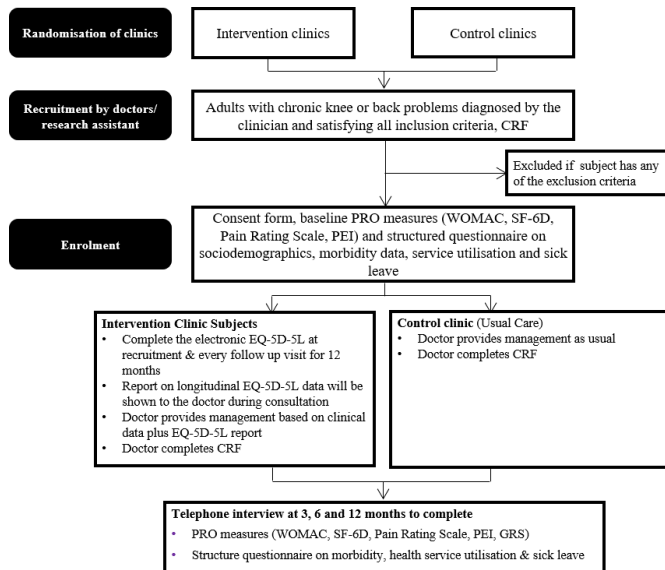 Randomisation of clinics
Intervention clinics
Control clinics
Recruitment by doctors/
research assistant
Adults with chronic knee or back problems diagnosed by the
clinician and satisfying all inclusion criteria, CRF
Excluded if subject has any
of the exclusion criteria
Enrolment
Consent form, baseline PRO measures (WOMAC, SF-6D,
Pain Rating Scale, PEI) and structured questionnaire on
sociodemographics, morbidity data, service utilisation and sick
leave
Intervention Clinic Subjects
• Complete the electronic EQ-5D-5L at
recruitment & every follow up visit for 12
months
• Report on longitudinal EQ-5D-5L data will be
shown to the doctor during consultation
• Doctor provides management based on clinical
data plus EQ-5D-5L report
• Doctor completes CRF
Control clinic (Usual Care)
• Doctor provides management as usual
• Doctor completes CRF
Telephone interview at 3, 6 and 12 months to complete
• PRO measures (WOMAC, SF-6D, Pain Rating Scale, PEI, GRS)
• Structure questionnaire on morbidity, health service utilisation & sick leave